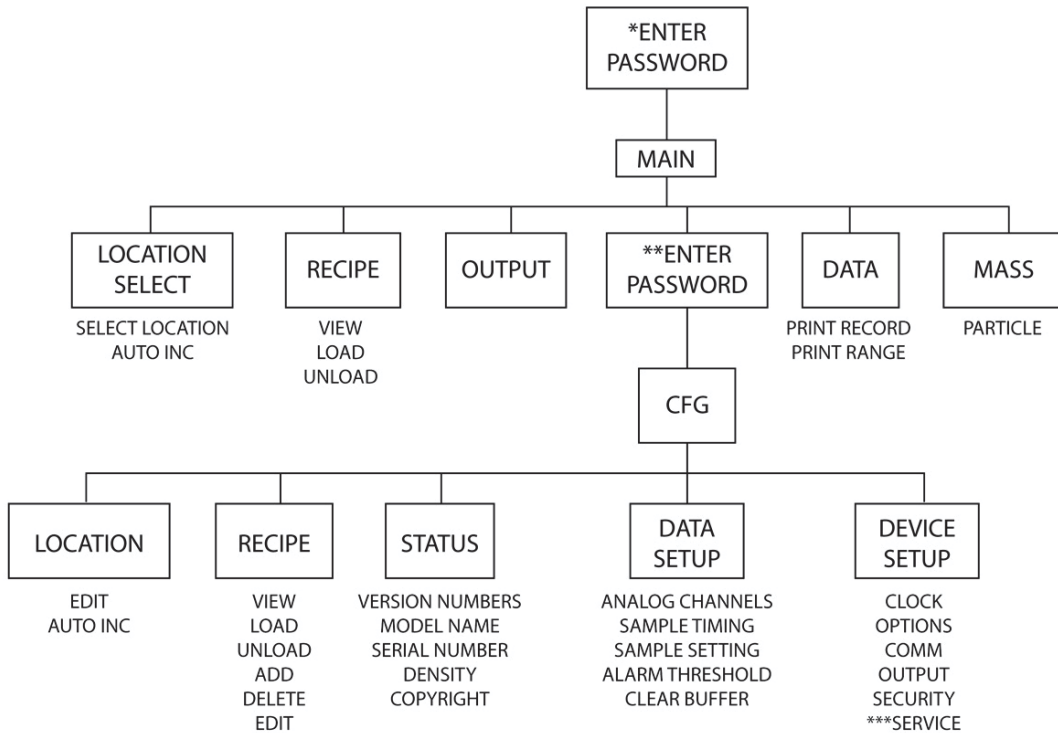 *ENTER
PASSWORD
MAIN
LOCATION
SELECT
SELECT LOCATION
AUTO INC
RECIPE
VIEW
LOAD
UNLOAD
OUTPUT
**ENTER
PASSWORD
DATA
PRINT RECORD
PRINT RANGE
MASS
PARTICLE
CFG
LOCATION
EDIT
AUTO INC
RECIPE
VIEW
LOAD
UNLOAD
ADD
DELETE
EDIT
STATUS
VERSION NUMBERS
MODEL NAME
SERIAL NUMBER
DENSITY
COPYRIGHT
DATA
SETUP
ANALOG CHANNELS
SAMPLE TIMING
SAMPLE SETTING
ALARM THRESHOLD
CLEAR BUFFER
DEVICE
SETUP
CLOCK
OPTIONS
COMM
OUTPUT
SECURITY
***SERVICE